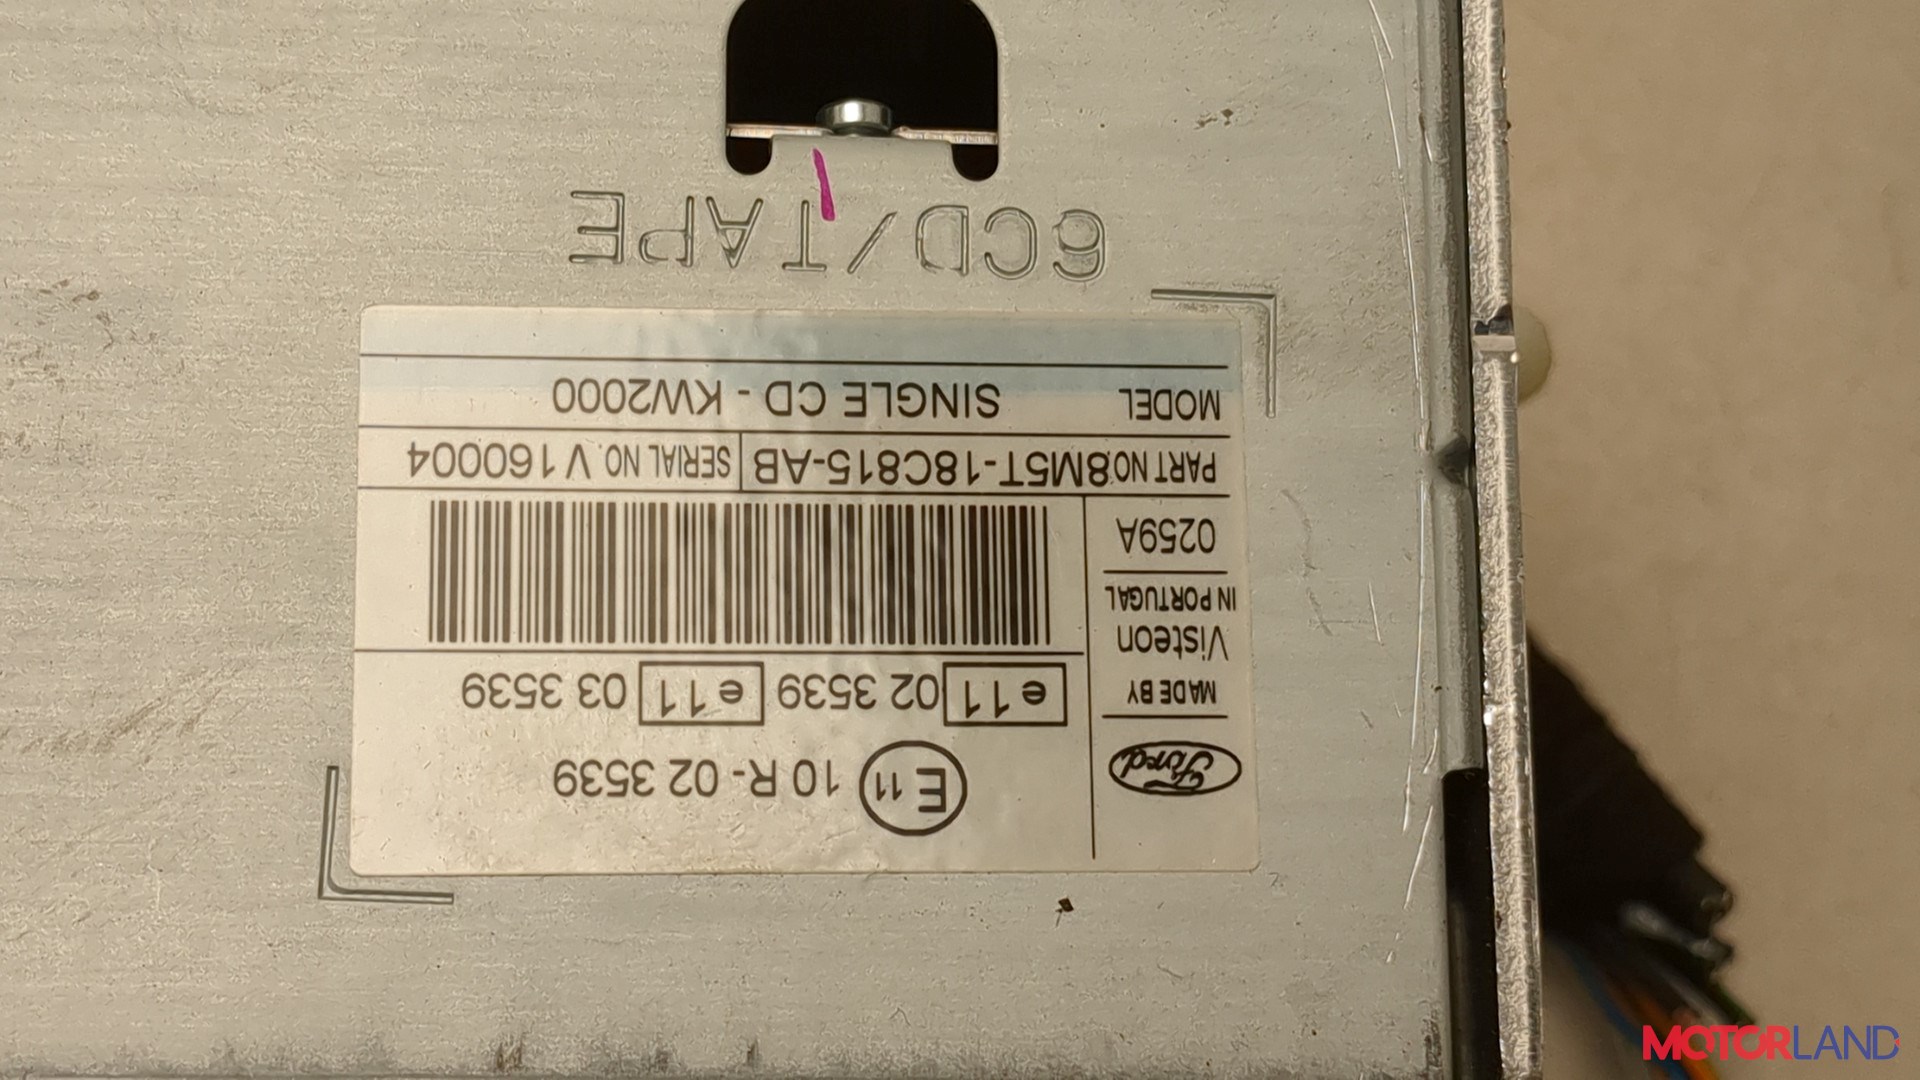 6CD/TAPE
Ford
E 11 10 R - 02 3539
MADE BY
Visteon
IN PORTUGAL
0259A
e 11 02 3539 e 11 03 3539
PART NO. 8M5T-18C815-AB SERIAL NO. V 160004
MODEL SINGLE CD - KW2000
MOTORLAND